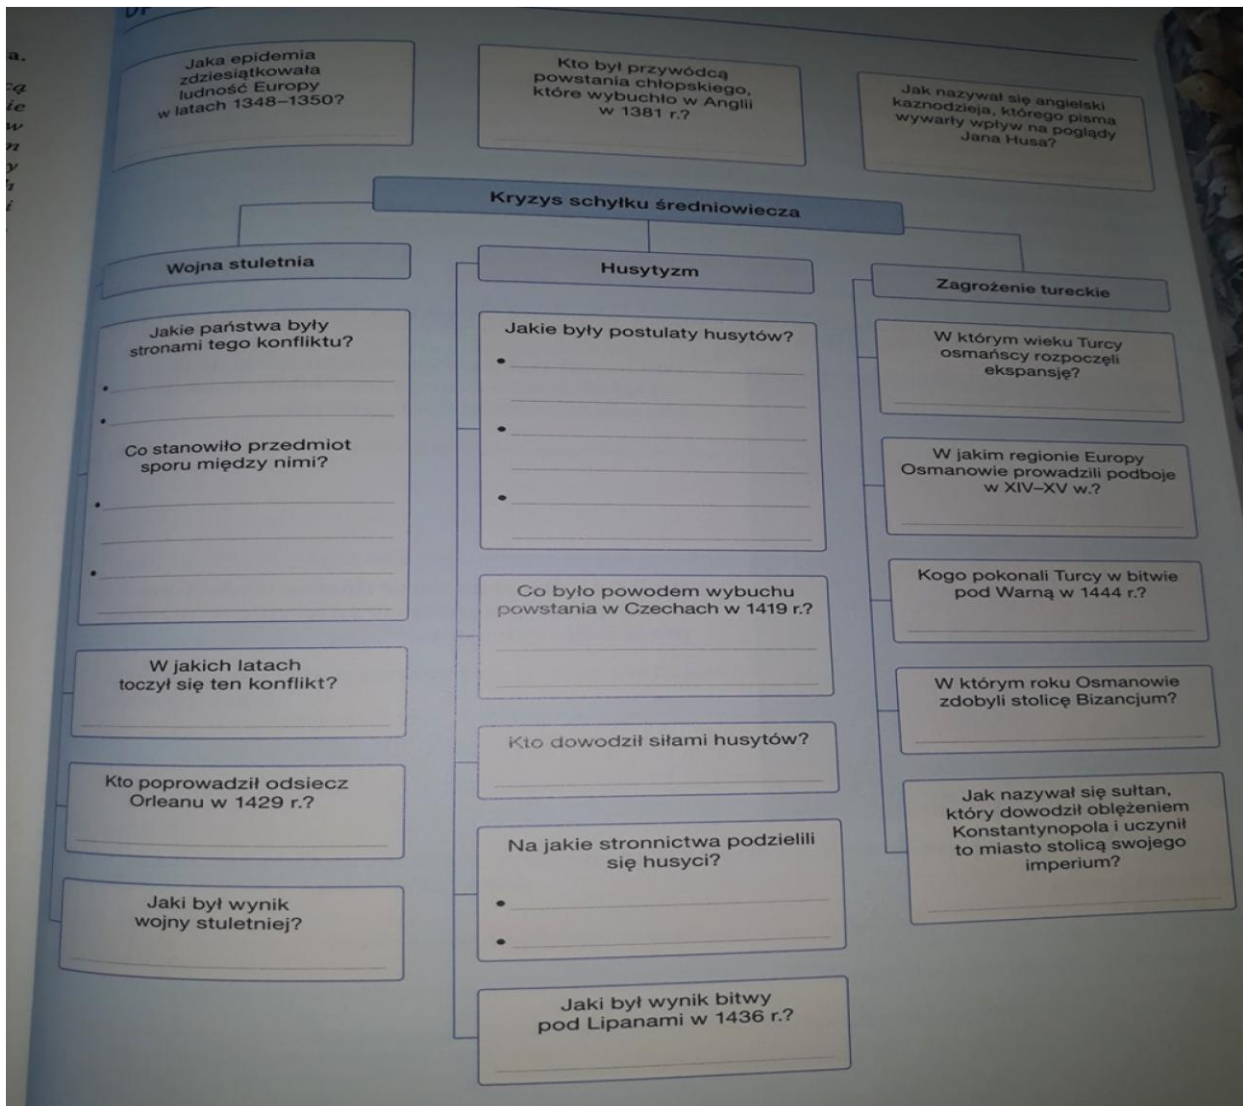 a.
ie
w
n
y
i
Jaka epidemia
zdziesiątkowała
ludność Europy
w latach 1348–1350?
Kto był przywódcą
powstania chłopskiego,
które wybuchło w Anglii
w 1381 r.?
Jak nazywał się angielski
kaznodzieja, którego pisma
wywarły wpływ na poglądy
Jana Husa?
Kryzys schyłku średniowiecza
Wojna stuletnia
Jakie państwa były
stronami tego konfliktu?
•
•
Co stanowiło przedmiot
sporu między nimi?
•
•
W jakich latach
toczył się ten konflikt?
Kto poprowadził odsiecz
Orleanu w 1429 r.?
Jaki był wynik
wojny stuletniej?
Husytyzm
Jakie były postulaty husytów?
•
•
•
Co było powodem wybuchu
powstania w Czechach w 1419 r.?
Kto dowodził siłami husytów?
Na jakie stronnictwa podzielili
się husyci?
•
•
Jaki był wynik bitwy
pod Lipanami w 1436 r.?
Zagrożenie tureckie
W którym wieku Turcy
osmańscy rozpoczęli
ekspansję?
W jakim regionie Europy
Osmanowie prowadzili podboje
w XIV–XV w.?
Kogo pokonali Turcy w bitwie
pod Warną w 1444 r.?
W którym roku Osmanowie
zdobyli stolicę Bizancjum?
Jak nazywał się sułtan,
który dowodził oblężeniem
Konstantynopola i uczynił
to miasto stolicą swojego
imperium?